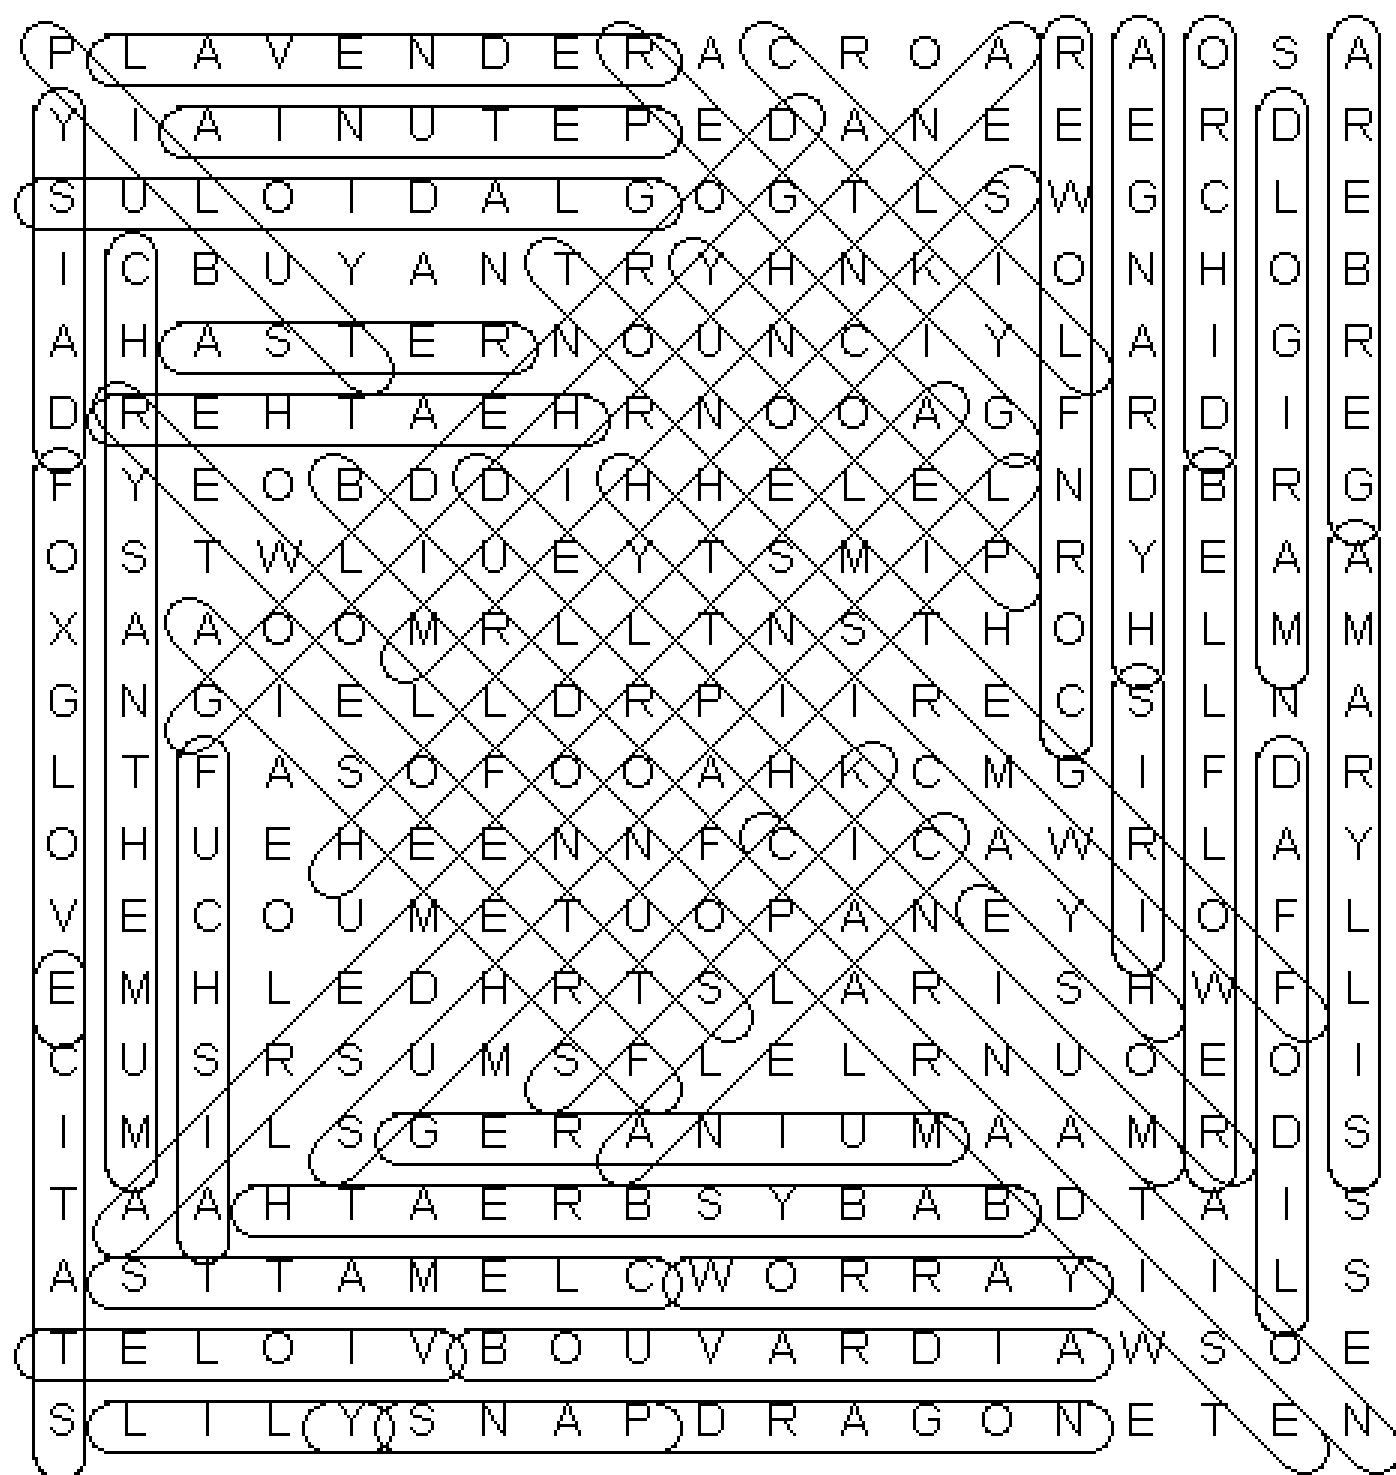 P L A V E N D E R A C R O A R A O S A
Y I A I N U T E P E D A N E E E R D R
S U L O I D A L G O G T L S W G C L E
I C B U Y A N T R Y H N K I O N H O B
A H A S T E R N O U N C I Y L A I G R
D R E H T A E H R N O O A G F R D I E
F Y E O B D D I H H E L E L N D B R G
O S T W L I U E Y T S M I P R Y E A A
X A A O O M R L L T N S T H O H L M M
G N G I E L L D R P I I R E C S L N A
L T F A S O F O O A H K C M G I F D R
O H U E H E E N N F C I C A W R L A Y
V E C O U M E T U O P A N E Y I O F L
E M H L E D H R T S L A R I S H W F L
C U S R S U M S F L E L R N U O E O I
I M I L S G E R A N I U M A A M R D S
T A A H T A E R B S Y B A B D T A I S
A S T T A M E L C W O R R A Y I I L S
T E L O I V B O U V A R D I A W S O E
S L I L Y S N A P D R A G O N E T E N